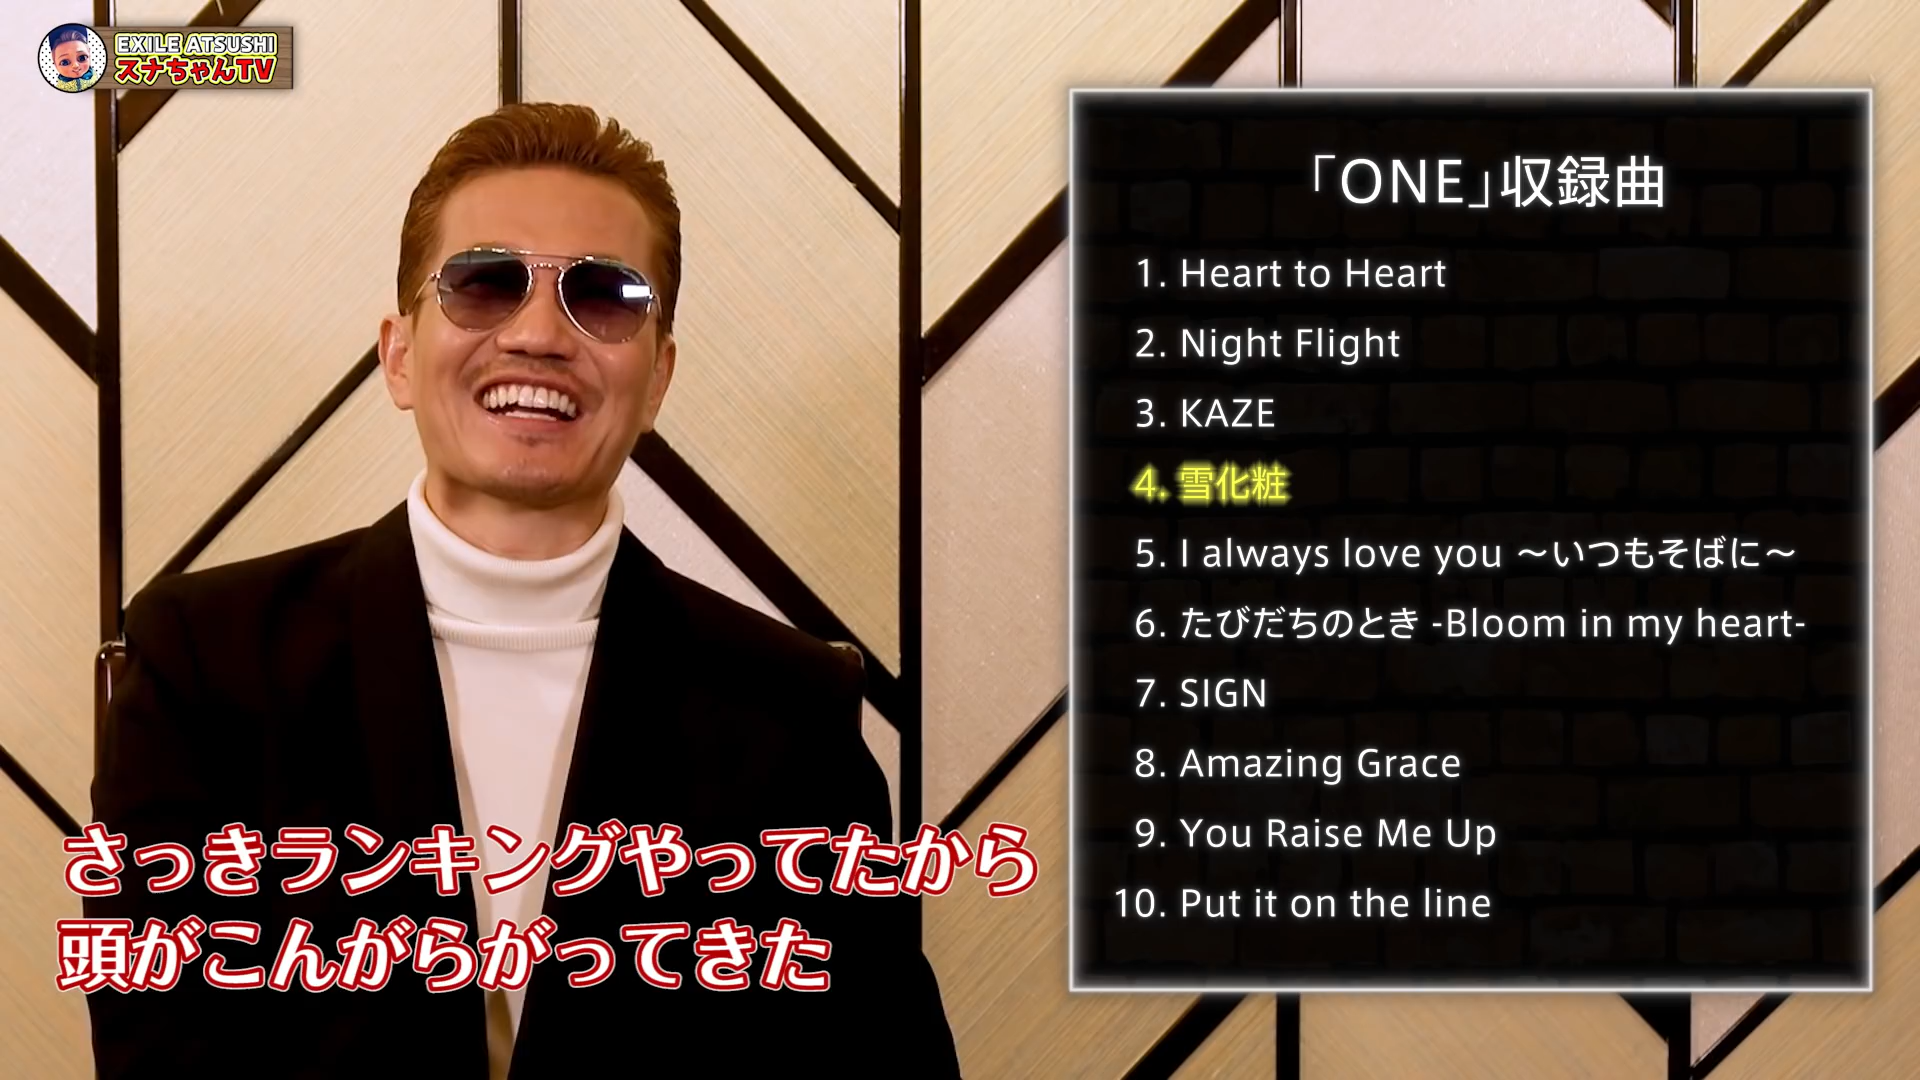 EXILE ATSUSHI
スナちゃんTV
「ONE」収録曲
1. Heart to Heart
2. Night Flight
3. KAZE
4. 雪化粧
5. I always love you ～いつもそばに～
6. たびだちのとき -Bloom in my heart-
7. SIGN
8. Amazing Grace
9. You Raise Me Up
10. Put it on the line
さっきランキングやってたから
頭がこんがらがってきた